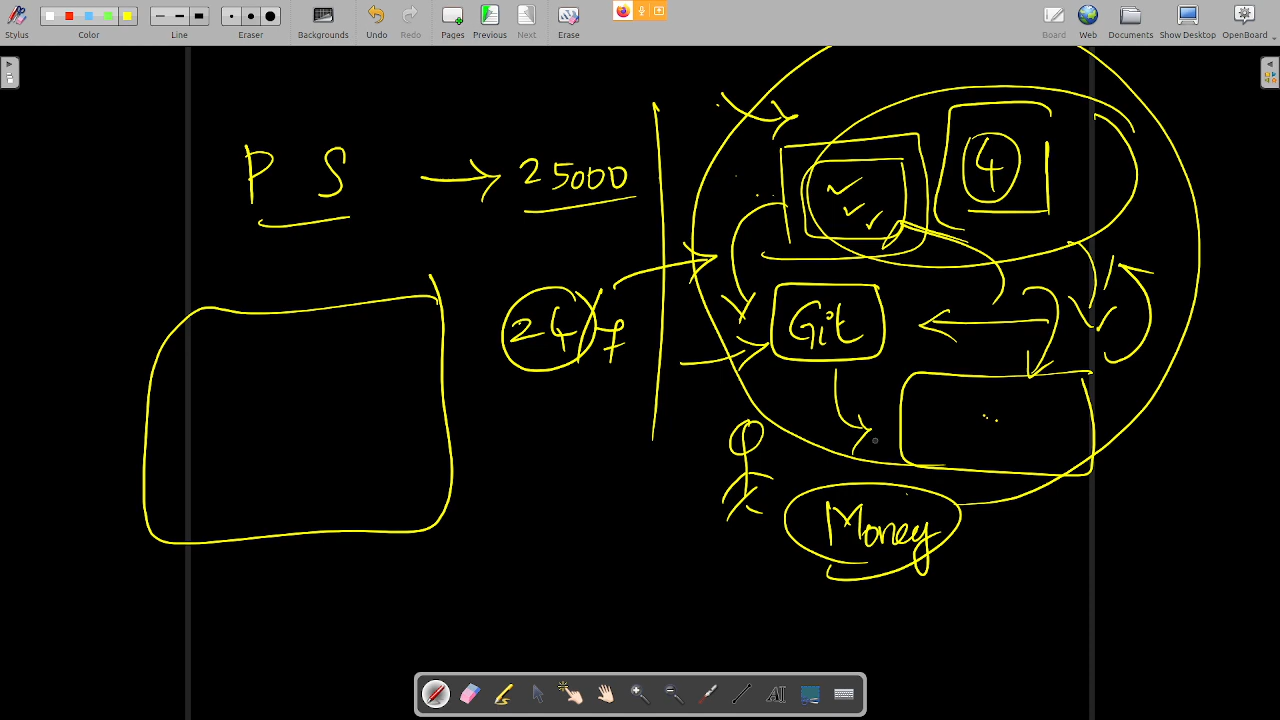 Stylus Color Line Eraser Backgrounds Undo Redo Pages Previous Next Erase Board Web Documents Show Desktop OpenBoard
P S → 25000
4
24/7
Git
Money